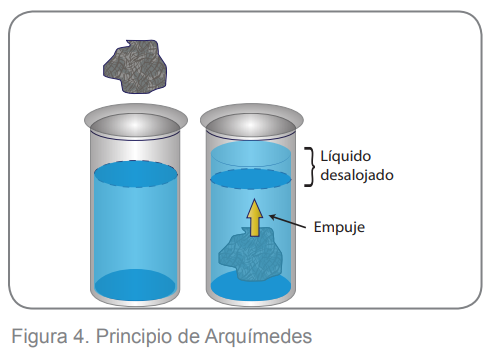 Líquido
desalojado
Empuje
Figura 4. Principio de Arquímedes